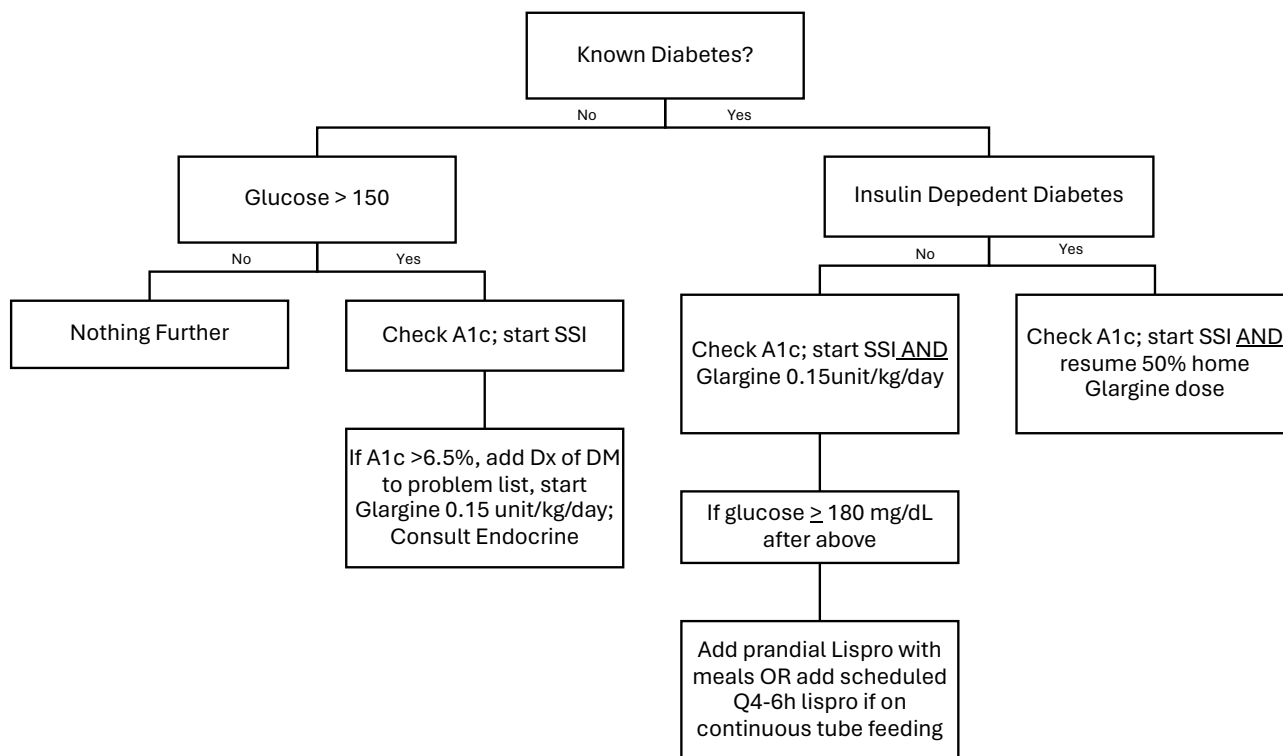 Known Diabetes?
No
Yes
Glucose > 150
Insulin Depedent Diabetes
No
Yes
No
Yes
Nothing Further
Check A1c; start SSI
Check A1c; start SSI AND
Glargine 0.15unit/kg/day
Check A1c; start SSI AND
resume 50% home
Glargine dose
If A1c >6.5%, add Dx of DM
to problem list, start
Glargine 0.15 unit/kg/day;
Consult Endocrine
If glucose ≥ 180 mg/dL
after above
Add prandial Lispro with
meals OR add scheduled
Q4-6h lispro if on
continuous tube feeding